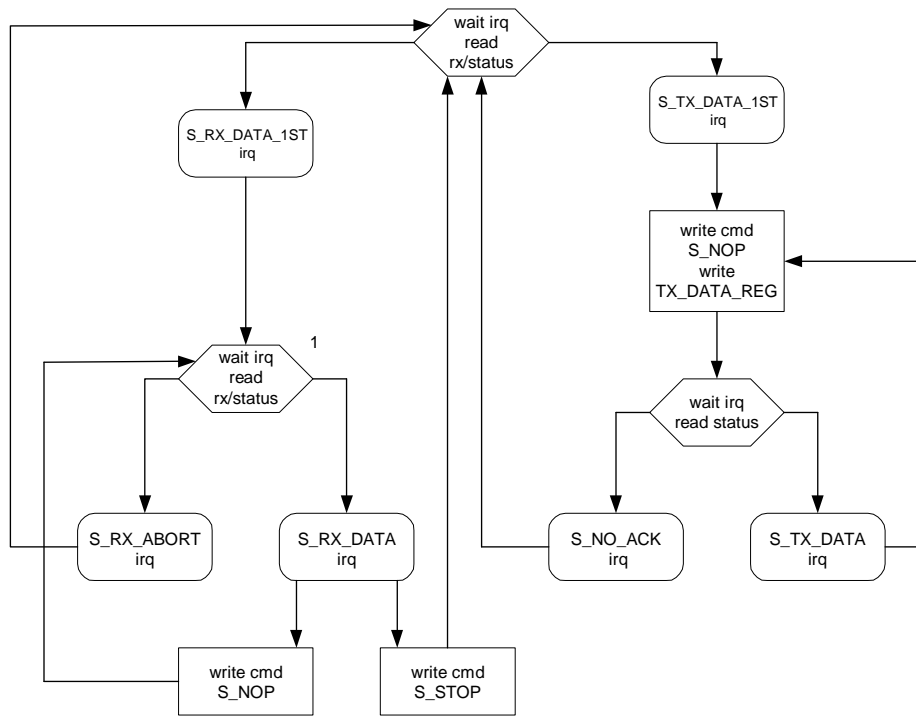 wait irq
read
rx/status
S_TX_DATA_1ST
irq
S_RX_DATA_1ST
irq
write cmd
S_NOP
write
TX_DATA_REG
1
wait irq
read
rx/status
wait irq
read status
S_RX_ABORT
irq
S_RX_DATA
irq
S_NO_ACK
irq
S_TX_DATA
irq
write cmd
S_NOP
write cmd
S_STOP